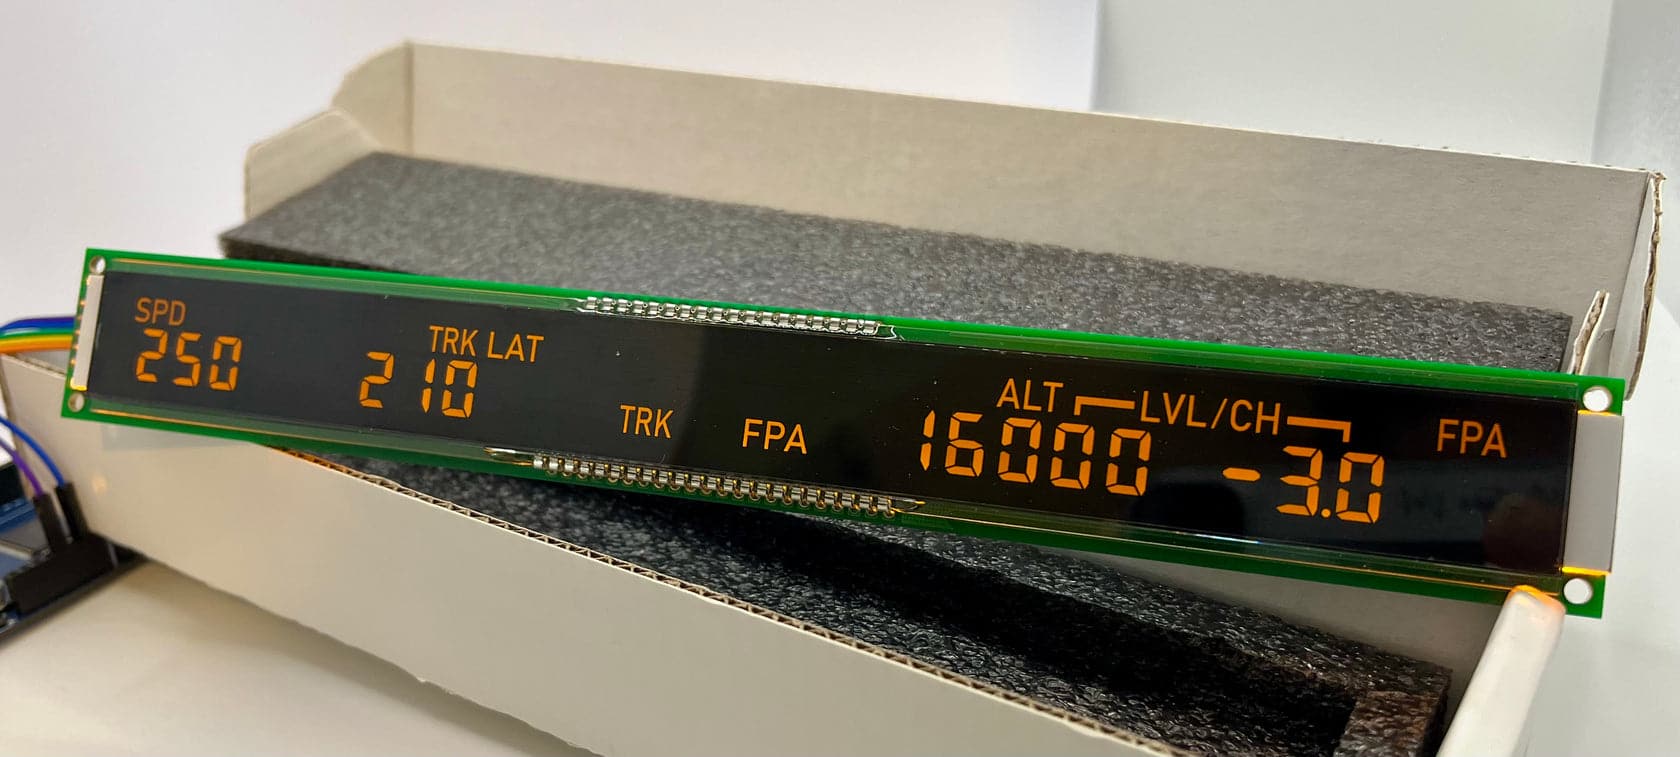 SPD
250
TRK LAT
210
TRK FPA
ALT LVL/CH
16000 -3.0
FPA